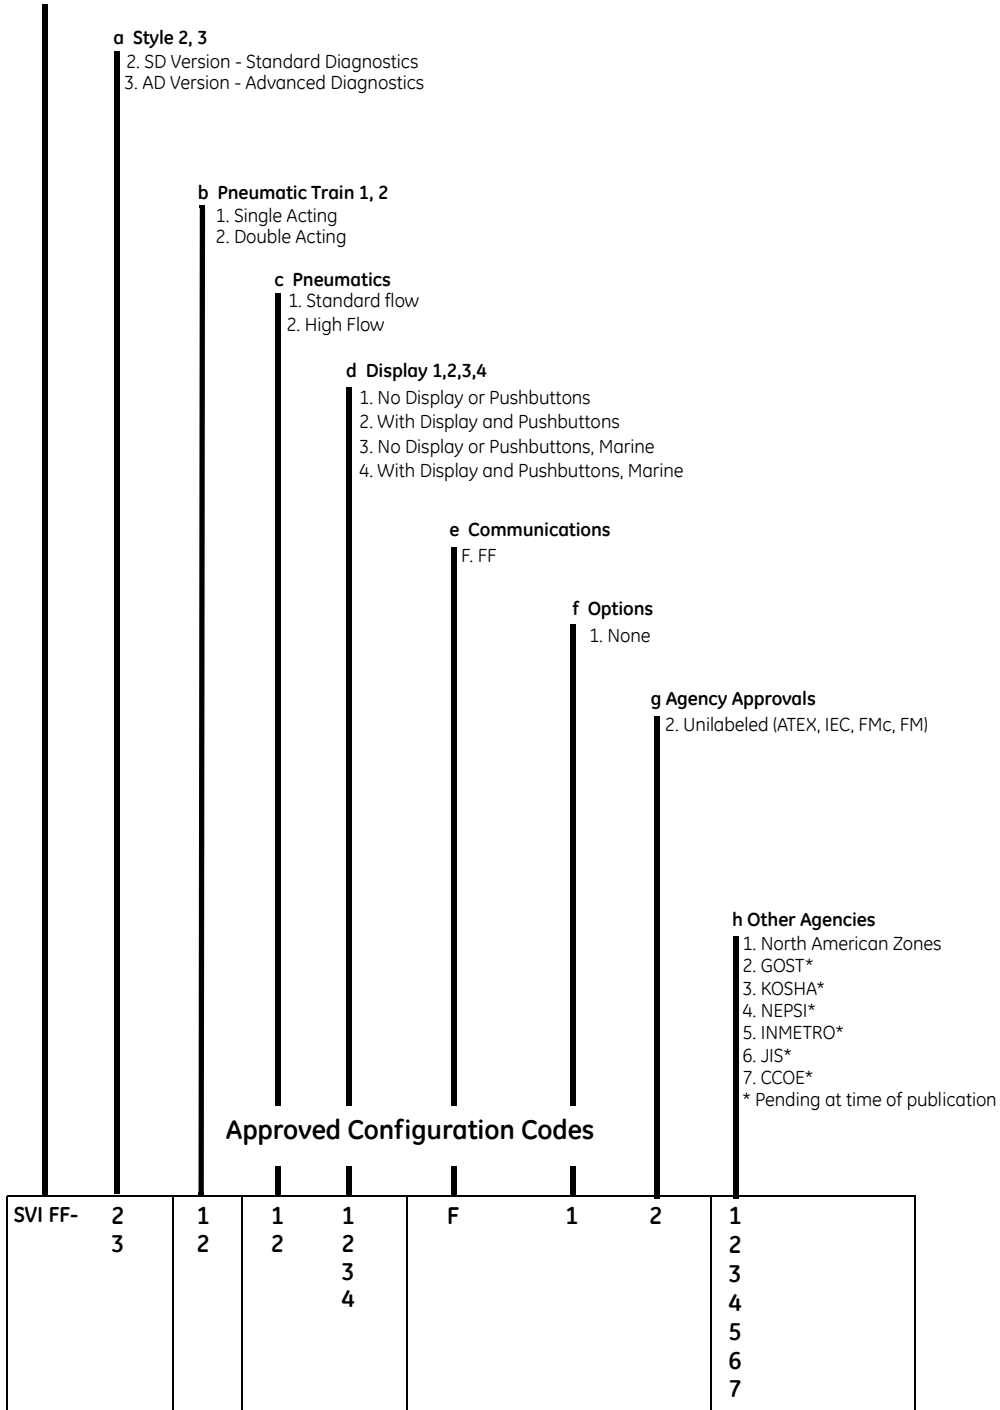 a Style 2, 3
2. SD Version - Standard Diagnostics
3. AD Version - Advanced Diagnostics
b Pneumatic Train 1, 2
1. Single Acting
2. Double Acting
c Pneumatics
1. Standard flow
2. High Flow
d Display 1,2,3,4
1. No Display or Pushbuttons
2. With Display and Pushbuttons
3. No Display or Pushbuttons, Marine
4. With Display and Pushbuttons, Marine
e Communications
F. FF
f Options
1. None
g Agency Approvals
2. Unilabeled (ATEX, IEC, FMc, FM)
h Other Agencies
1. North American Zones
2. GOST*
3. KOSHA*
4. NEPSI*
5. INMETRO*
6. JIS*
7. CCOE*
* Pending at time of publication
Approved Configuration Codes
SVI FF- 2 1 1 1 F 1 2 1
3 2 2 2 2
3 3
4 4
5
6
7